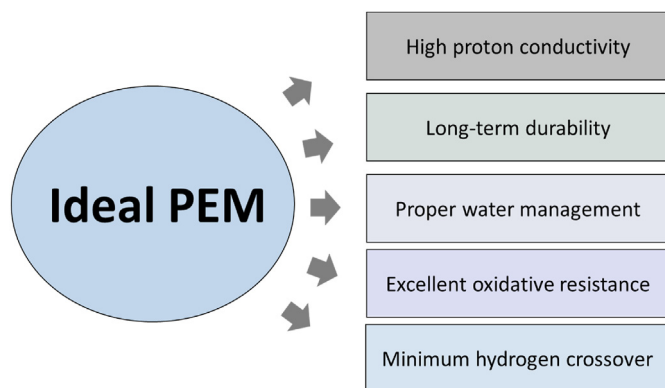 Ideal PEM
High proton conductivity
Long-term durability
Proper water management
Excellent oxidative resistance
Minimum hydrogen crossover